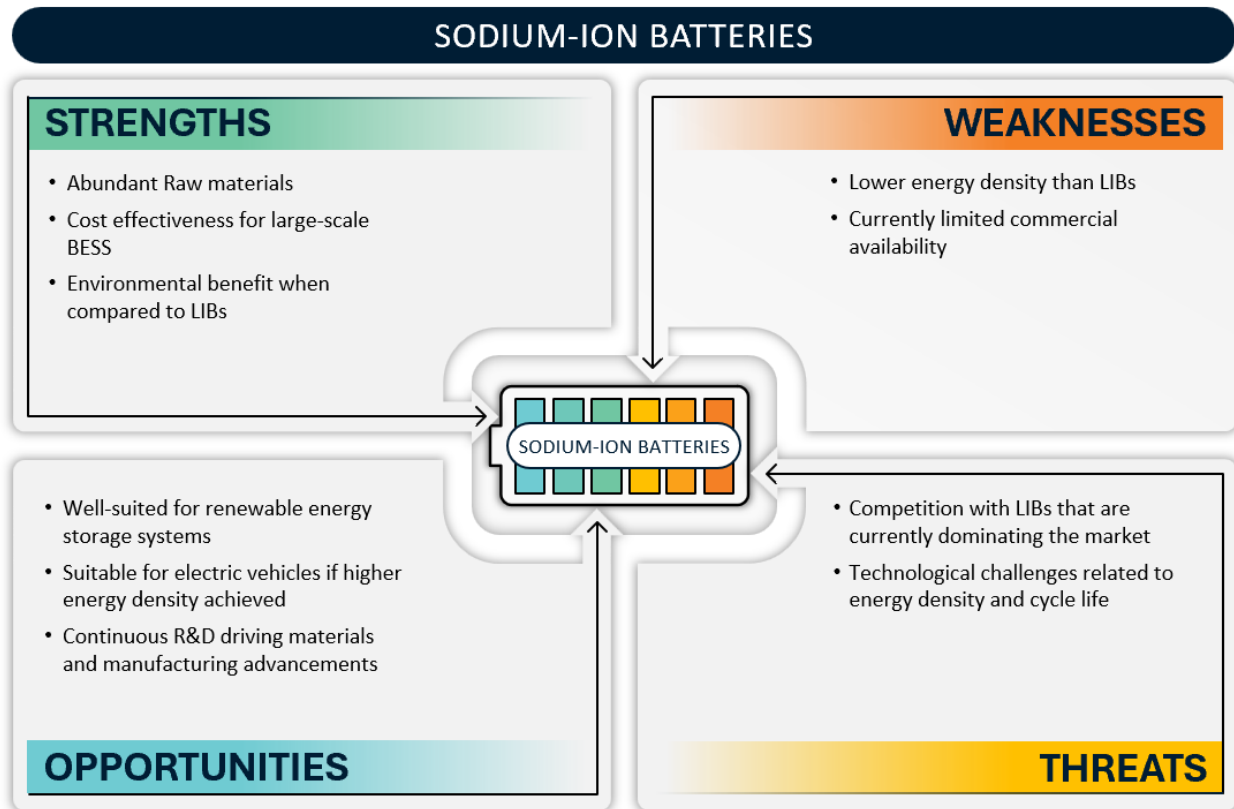 SODIUM-ION BATTERIES
STRENGTHS
• Abundant Raw materials
• Cost effectiveness for large-scale
BESS
• Environmental benefit when
compared to LIBs
WEAKNESSES
• Lower energy density than LIBs
• Currently limited commercial
availability
SODIUM-ION BATTERIES
• Well-suited for renewable energy
storage systems
• Suitable for electric vehicles if higher
energy density achieved
• Continuous R&D driving materials
and manufacturing advancements
OPPORTUNITIES
• Competition with LIBs that are
currently dominating the market
• Technological challenges related to
energy density and cycle life
THREATS